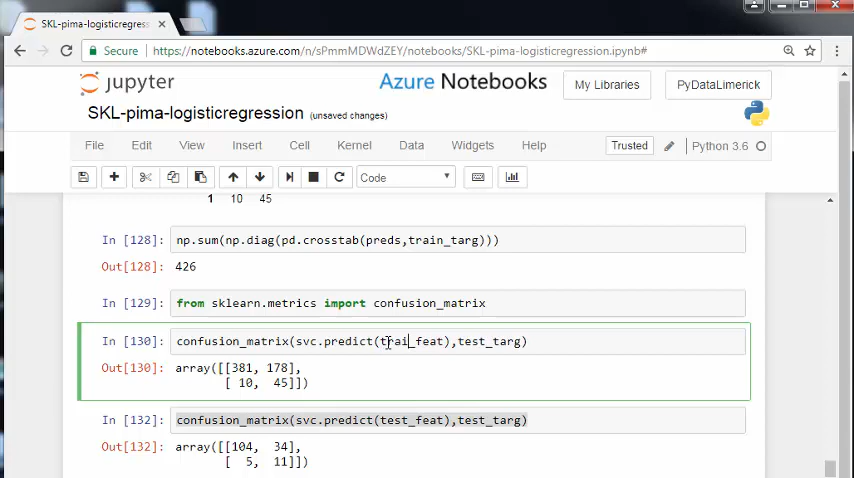 SKL-pima-logisticregress
Secure https://notebooks.azure.com/n/sPmmMDWdZEY/notebooks/SKL-pima-logisticregression.ipynb#
jupyter Azure Notebooks My Libraries PyDataLimerick
SKL-pima-logisticregression (unsaved changes)
File Edit View Insert Cell Kernel Data Widgets Help Trusted Python 3.6
Code
1 10 45
In [128]: np.sum(np.diag(pd.crosstab(preds,train_targ)))
Out[128]: 426
In [129]: from sklearn.metrics import confusion_matrix
In [130]: confusion_matrix(svc.predict(trai_feat),test_targ)
Out[130]: array([[381, 178],
[ 10, 45]])
In [132]: confusion_matrix(svc.predict(test_feat),test_targ)
Out[132]: array([[104, 34],
[ 5, 11]])